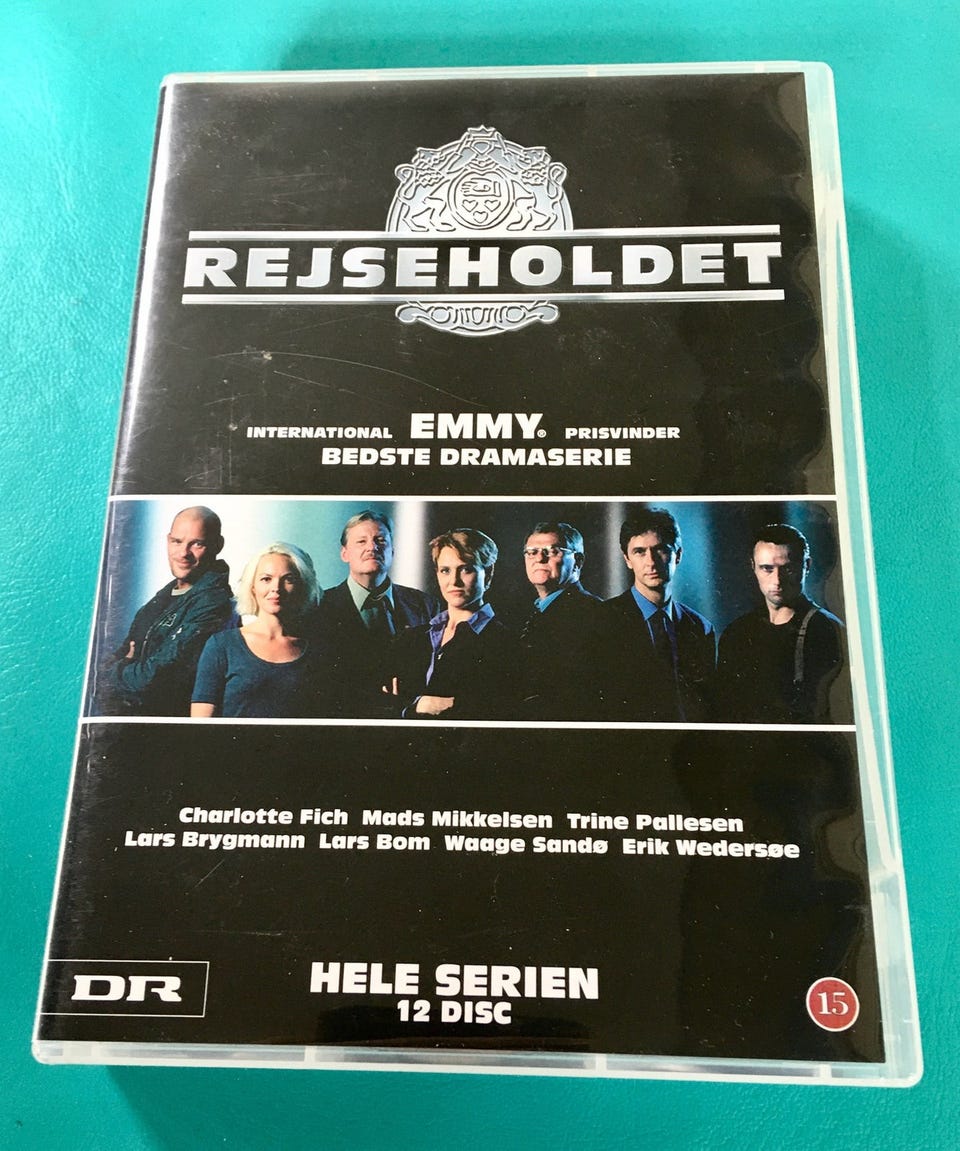 REJSEHOLDET
INTERNATIONAL EMMY® PRISVINDER
BEDSTE DRAMASERIE
Charlotte Fich Mads Mikkelsen Trine Pallesen
Lars Brygmann Lars Bom Waage Sandø Erik Wedersøe
DR
HELE SERIEN
12 DISC
15